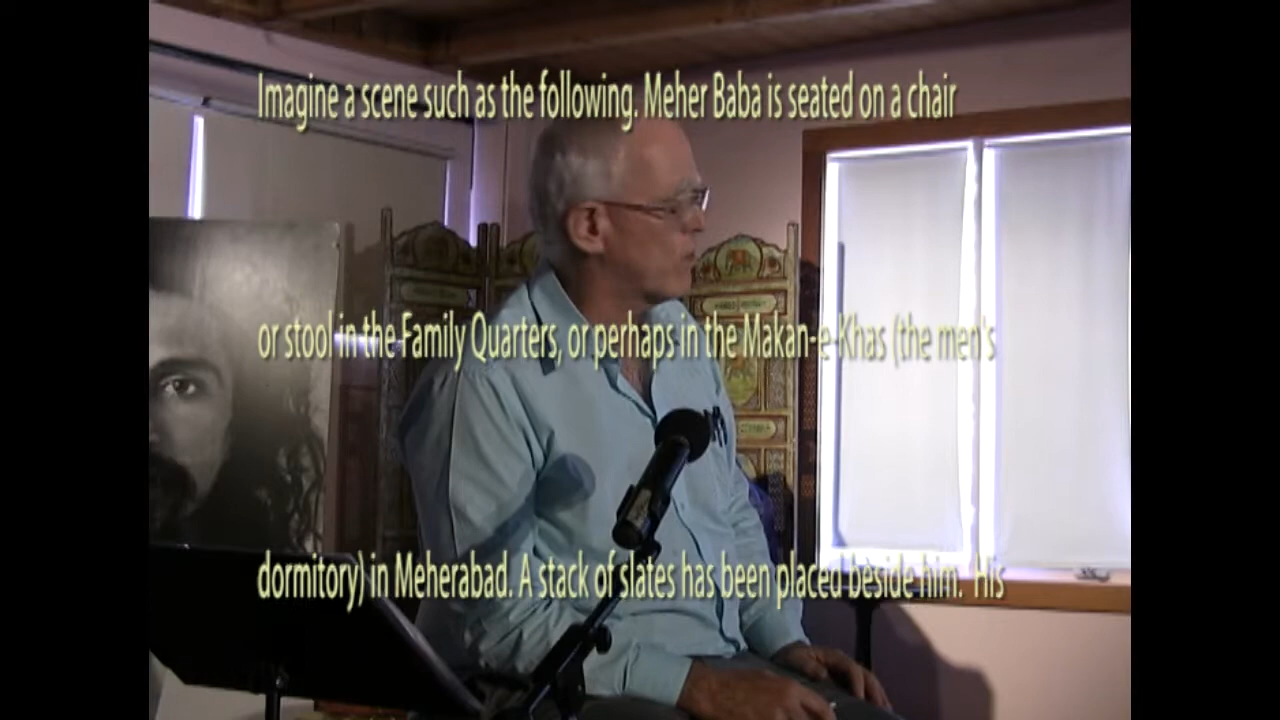 Imagine a scene such as the following. Meher Baba is seated on a chair
or stool in the Family Quarters, or perhaps in the Makan-e-Khas (the men's
dormitory) in Meherabad. A stack of slates has been placed beside him. His